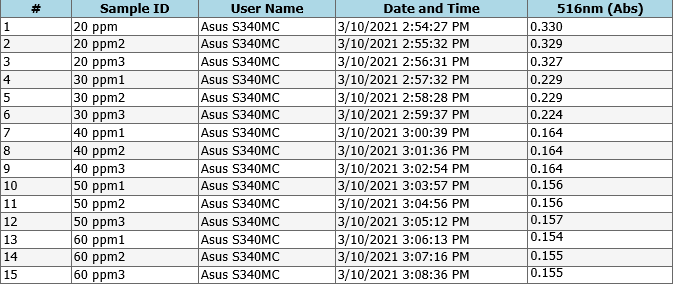 # Sample ID User Name Date and Time 516nm (Abs)
1 20 ppm Asus S340MC 3/10/2021 2:54:27 PM 0.330
2 20 ppm2 Asus S340MC 3/10/2021 2:55:32 PM 0.329
3 20 ppm3 Asus S340MC 3/10/2021 2:56:31 PM 0.327
4 30 ppm1 Asus S340MC 3/10/2021 2:57:32 PM 0.229
5 30 ppm2 Asus S340MC 3/10/2021 2:58:28 PM 0.229
6 30 ppm3 Asus S340MC 3/10/2021 2:59:37 PM 0.224
7 40 ppm1 Asus S340MC 3/10/2021 3:00:39 PM 0.164
8 40 ppm2 Asus S340MC 3/10/2021 3:01:36 PM 0.164
9 40 ppm3 Asus S340MC 3/10/2021 3:02:54 PM 0.164
10 50 ppm1 Asus S340MC 3/10/2021 3:03:57 PM 0.156
11 50 ppm2 Asus S340MC 3/10/2021 3:04:56 PM 0.156
12 50 ppm3 Asus S340MC 3/10/2021 3:05:12 PM 0.157
13 60 ppm1 Asus S340MC 3/10/2021 3:06:13 PM 0.154
14 60 ppm2 Asus S340MC 3/10/2021 3:07:16 PM 0.155
15 60 ppm3 Asus S340MC 3/10/2021 3:08:36 PM 0.155